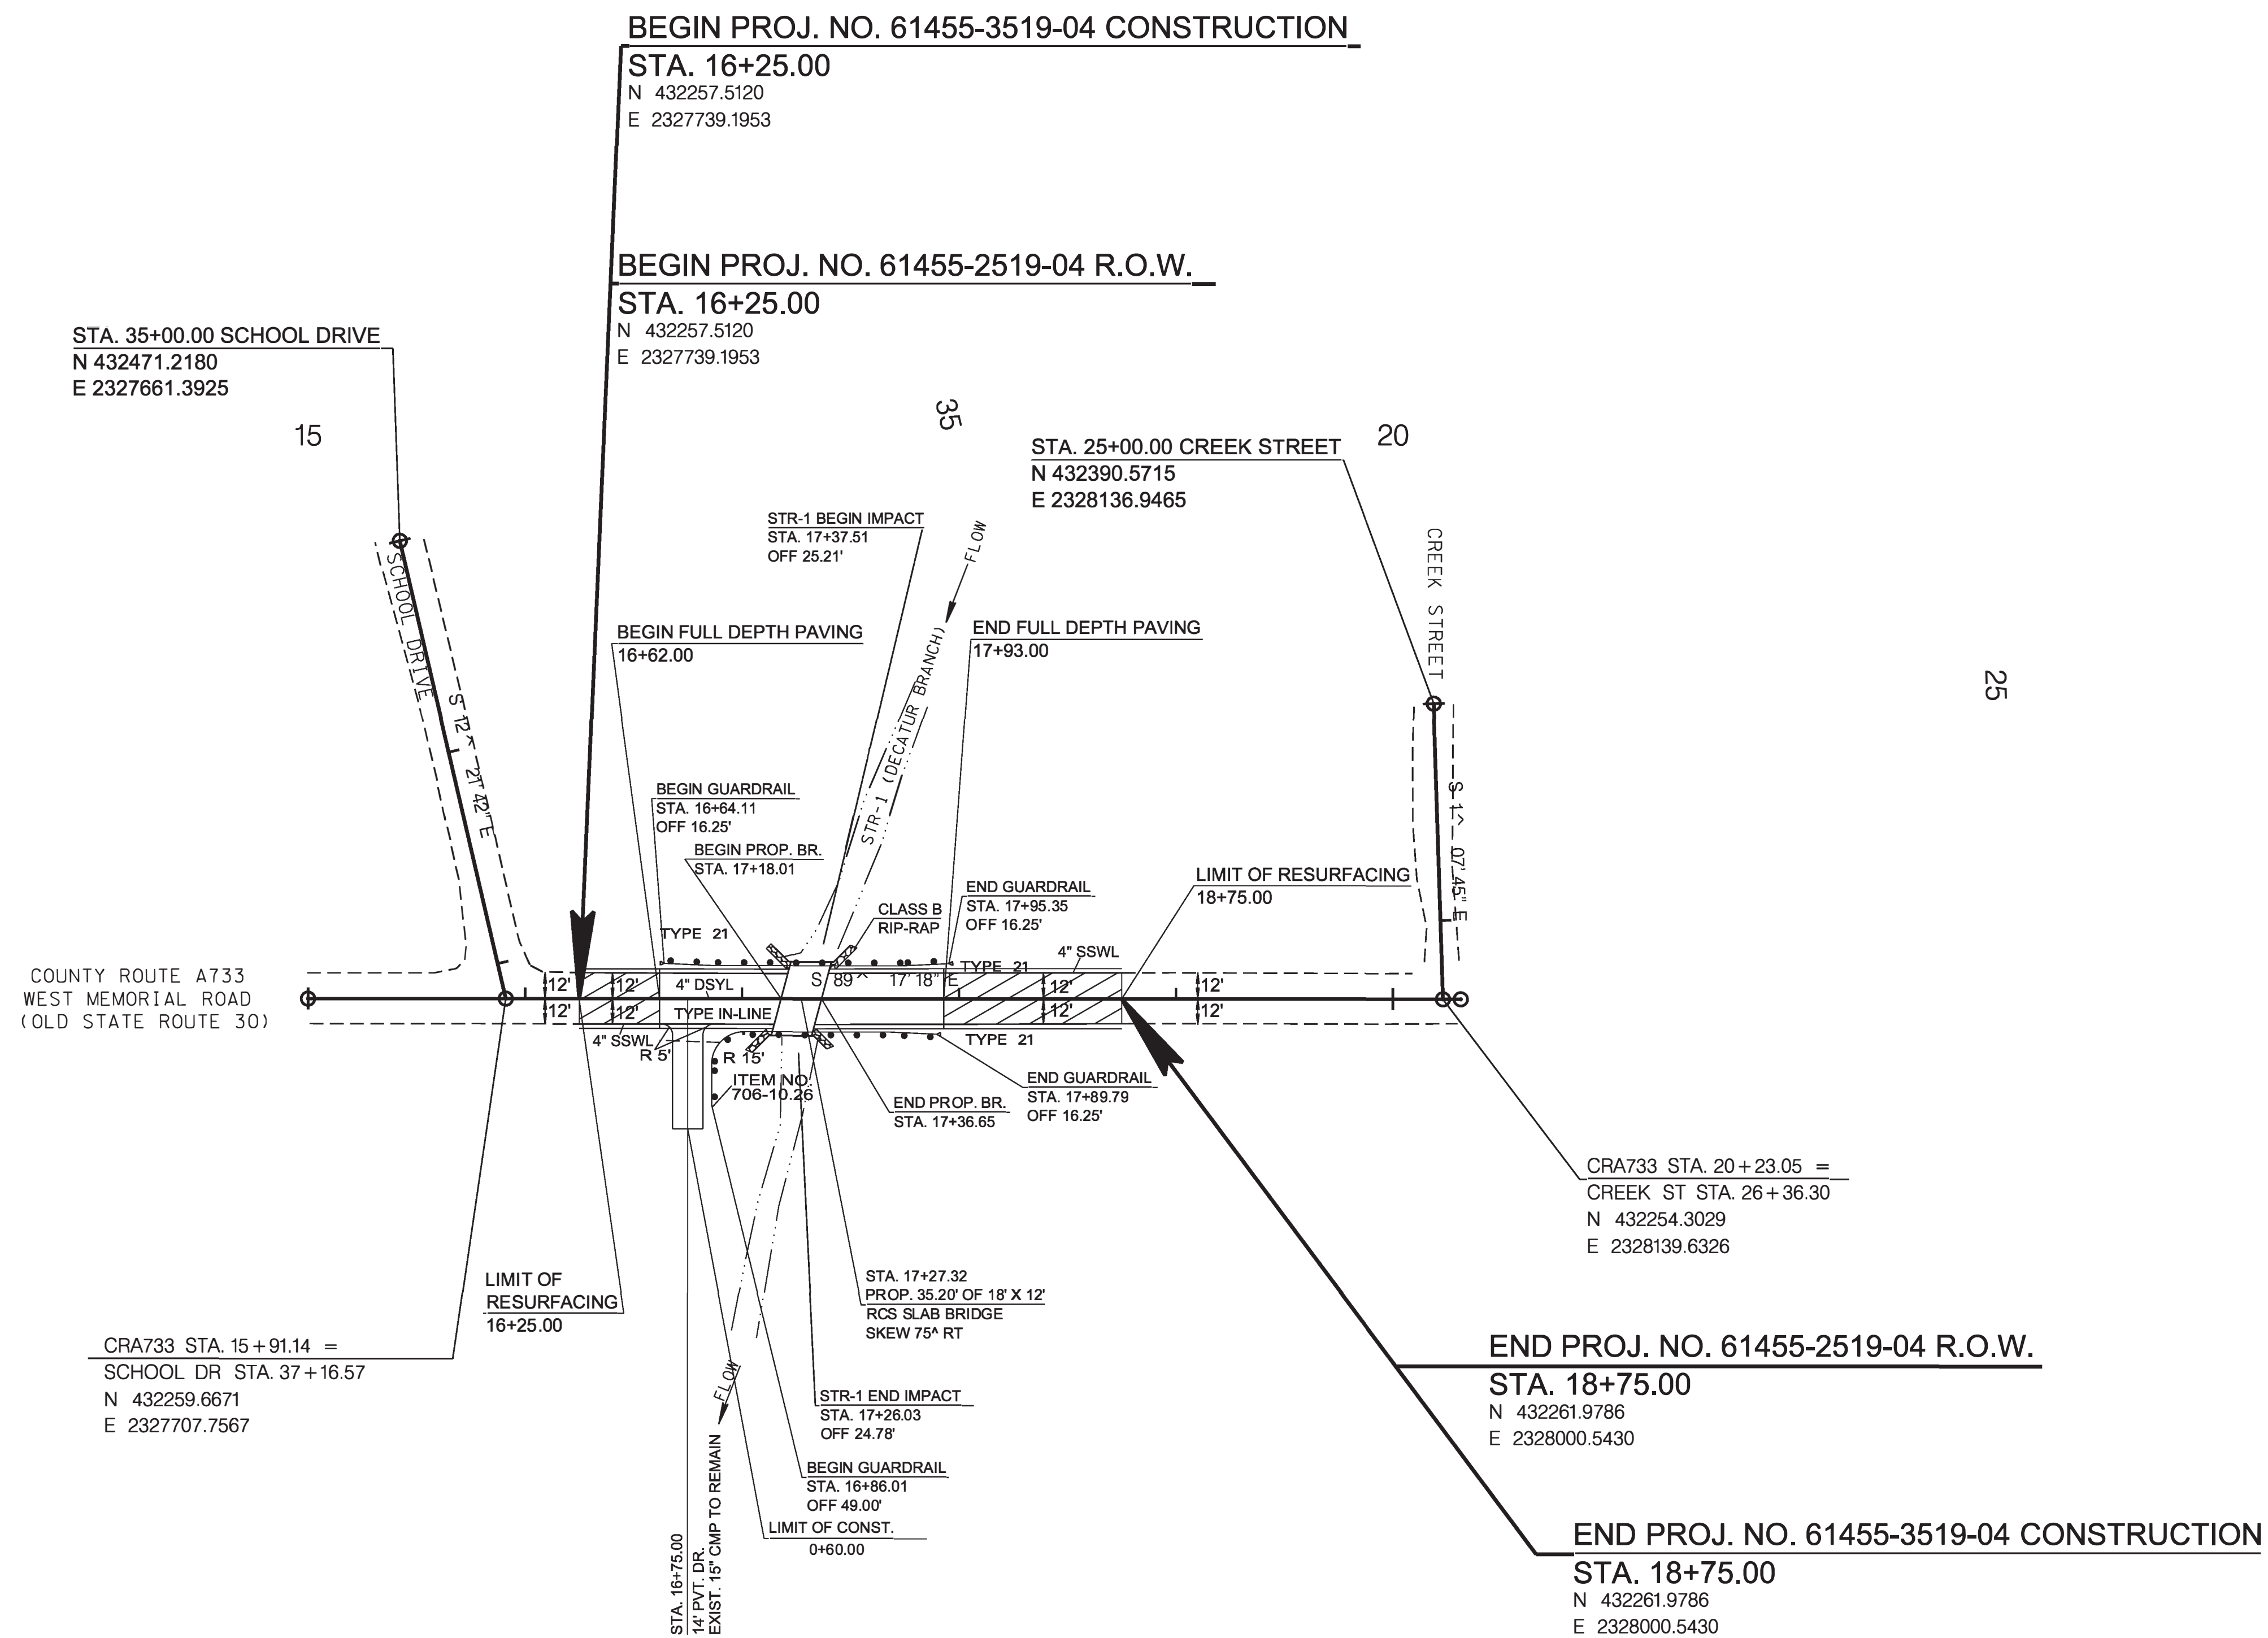 BEGIN PROJ. NO. 61455-3519-04 CONSTRUCTION
STA. 16+25.00
N 432257.5120
E 2327739.1953
BEGIN PROJ. NO. 61455-2519-04 R.O.W.
STA. 16+25.00
N 432257.5120
E 2327739.1953
STA. 35+00.00 SCHOOL DRIVE
N 432471.2180
E 2327661.3925
15
35
20
STA. 25+00.00 CREEK STREET
N 432390.5715
E 2328136.9465
STR-1 BEGIN IMPACT
STA. 17+37.51
OFF 25.21'
FLOW
CREEK STREET
SCHOOL DRIVE
BEGIN FULL DEPTH PAVING
16+62.00
END FULL DEPTH PAVING
17+93.00
STR-1 (DECATUR BRANCH)
25
S 12^ 21' 42" E
S 1^ 07' 45" E
BEGIN GUARDRAIL
STA. 16+64.11
OFF 16.25'
BEGIN PROP. BR.
STA. 17+18.01
LIMIT OF RESURFACING
18+75.00
END GUARDRAIL
STA. 17+95.35
OFF 16.25'
CLASS B
RIP-RAP
TYPE 21
4" SSWL
TYPE 21
S 89^ 17' 18" E
COUNTY ROUTE A733
WEST MEMORIAL ROAD
(OLD STATE ROUTE 30)
12'
12'
4" DSYL
12'
12'
12'
12'
TYPE IN-LINE
12'
12'
4" SSWL
R 5'
R 15'
TYPE 21
ITEM NO.
706-10.26
END GUARDRAIL
STA. 17+89.79
OFF 16.25'
END PROP. BR.
STA. 17+36.65
CRA733 STA. 20+23.05 =
CREEK ST STA. 26+36.30
N 432254.3029
E 2328139.6326
LIMIT OF
RESURFACING
16+25.00
STA. 17+27.32
PROP. 35.20' OF 18' X 12'
RCS SLAB BRIDGE
SKEW 75^ RT
CRA733 STA. 15+91.14 =
SCHOOL DR STA. 37+16.57
N 432259.6671
E 2327707.7567
FLOW
STR-1 END IMPACT
STA. 17+26.03
OFF 24.78'
END PROJ. NO. 61455-2519-04 R.O.W.
STA. 18+75.00
N 432261.9786
E 2328000.5430
BEGIN GUARDRAIL
STA. 16+86.01
OFF 49.00'
LIMIT OF CONST.
0+60.00
STA. 16+75.00
14' PVT. DR.
EXIST. 15" CMP TO REMAIN
END PROJ. NO. 61455-3519-04 CONSTRUCTION
STA. 18+75.00
N 432261.9786
E 2328000.5430